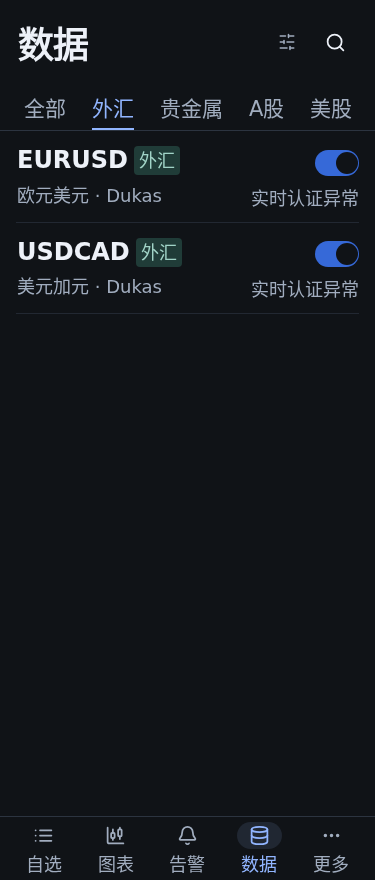 数据
全部 外汇 贵金属 A股 美股
EURUSD 外汇
欧元美元 · Dukas 实时认证异常
USDCAD 外汇
美元加元 · Dukas 实时认证异常
自选 图表 告警 数据 更多